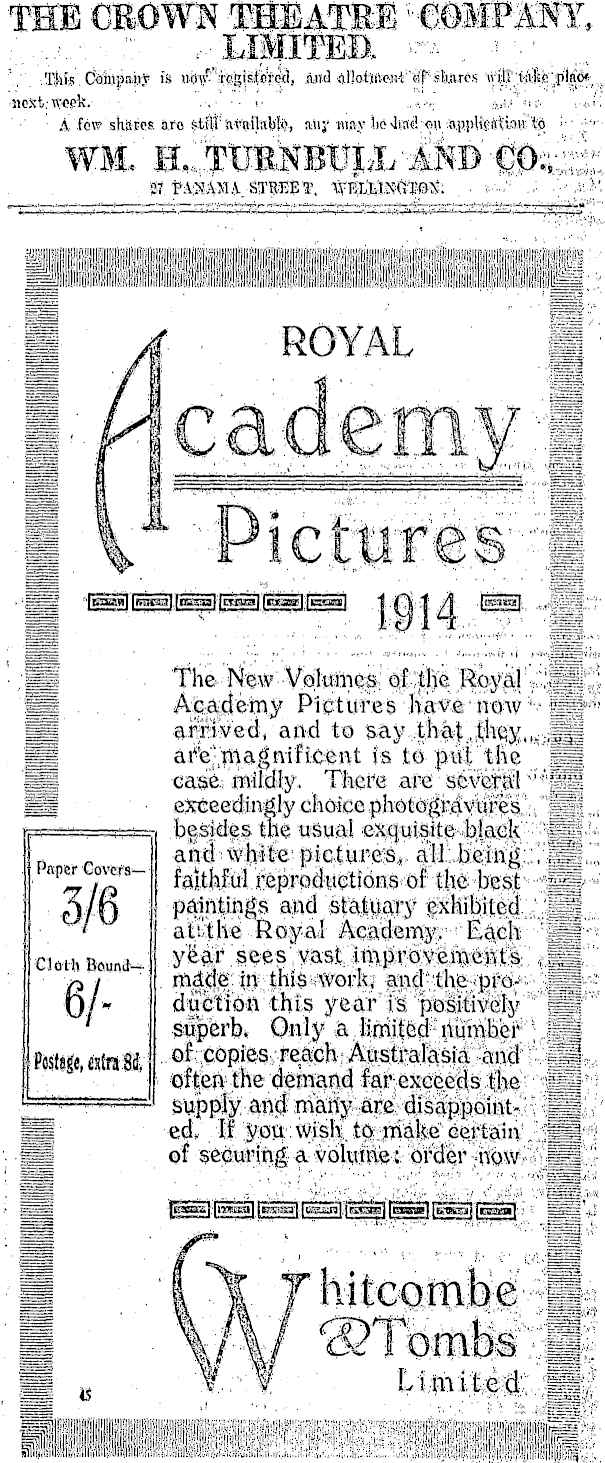 THE CROWN THEATRE COMPANY,
LIMITED.
This Company is now registered, and allotment of shares will take place
next week.
A few shares are still available, any may be had on application to
WM. H. TURNBULL AND CO.,
27 PANAMA STREET, WELLINGTON.
ROYAL
Academy
Pictures
1914
The New Volumes of the Royal
Academy Pictures have now
arrived, and to say that they
are magnificent is to put the
case mildly. There are several
exceedingly choice photogravures
besides the usual exquisite black
and white pictures, all being
faithful reproductions of the best
paintings and statuary exhibited
at the Royal Academy. Each
year sees vast improvements
made in this work, and the pro-
duction this year is positively
superb. Only a limited number
of copies reach Australasia and
often the demand far exceeds the
supply and many are disappoint-
ed. If you wish to make certain
of securing a volume: order now
Paper Covers—
3/6
Cloth Bound—
6/-
Postage, extra 8d.
Whitcombe
& Tombs
Limited
45